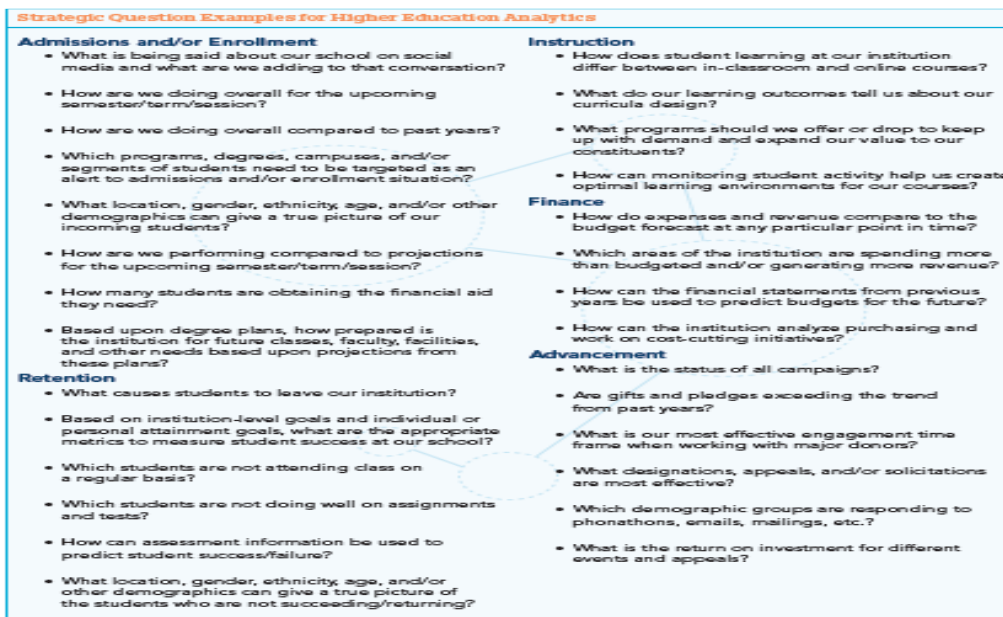 Strategic Question Examples for Higher Education Analytics
Admissions and/or Enrollment
• What is being said about our school on social
media and what are we adding to that conversation?
• How are we doing overall for the upcoming
semester/term/session?
• How are we doing overall compared to past years?
• Which programs, degrees, campuses, and/or
segments of students need to be targeted as an
alert to admissions and/or enrollment situation?
• What location, gender, ethnicity, age, and/or other
demographics can give a true picture of our
incoming students?
• How are we performing compared to projections
for the upcoming semester/term/session?
• How many students are obtaining the financial aid
they need?
• Based upon degree plans, how prepared is
the institution for future classes, faculty, facilities,
and other needs based upon projections from
these plans?
Retention
• What causes students to leave our institution?
• Based on institution-level goals and individual or
personal attainment goals, what are the appropriate
metrics to measure student success at our school?
• Which students are not attending class on
a regular basis?
• Which students are not doing well on assignments
and tests?
• How can assessment information be used to
predict student success/failure?
• What location, gender, ethnicity, age, and/or
other demographics can give a true picture of
the students who are not succeeding/returning?
Instruction
• How does student learning at our institution
differ between in-classroom and online courses?
• What do our learning outcomes tell us about our
curricula design?
• What programs should we offer or drop to keep
up with demand and expand our value to our
constituents?
• How can monitoring student activity help us create
optimal learning environments for our courses?
Finance
• How do expenses and revenue compare to the
budget forecast at any particular point in time?
• Which areas of the institution are spending more
than budgeted and/or generating more revenue?
• How can the financial statements from previous
years be used to predict budgets for the future?
• How can the institution analyze purchasing and
work on cost-cutting initiatives?
Advancement
• What is the status of all campaigns?
• Are gifts and pledges exceeding the trend
from past years?
• What is our most effective engagement time
frame when working with major donors?
• What designations, appeals, and/or solicitations
are most effective?
• Which demographic groups are responding to
phonathons, emails, mailings, etc.?
• What is the return on investment for different
events and appeals?